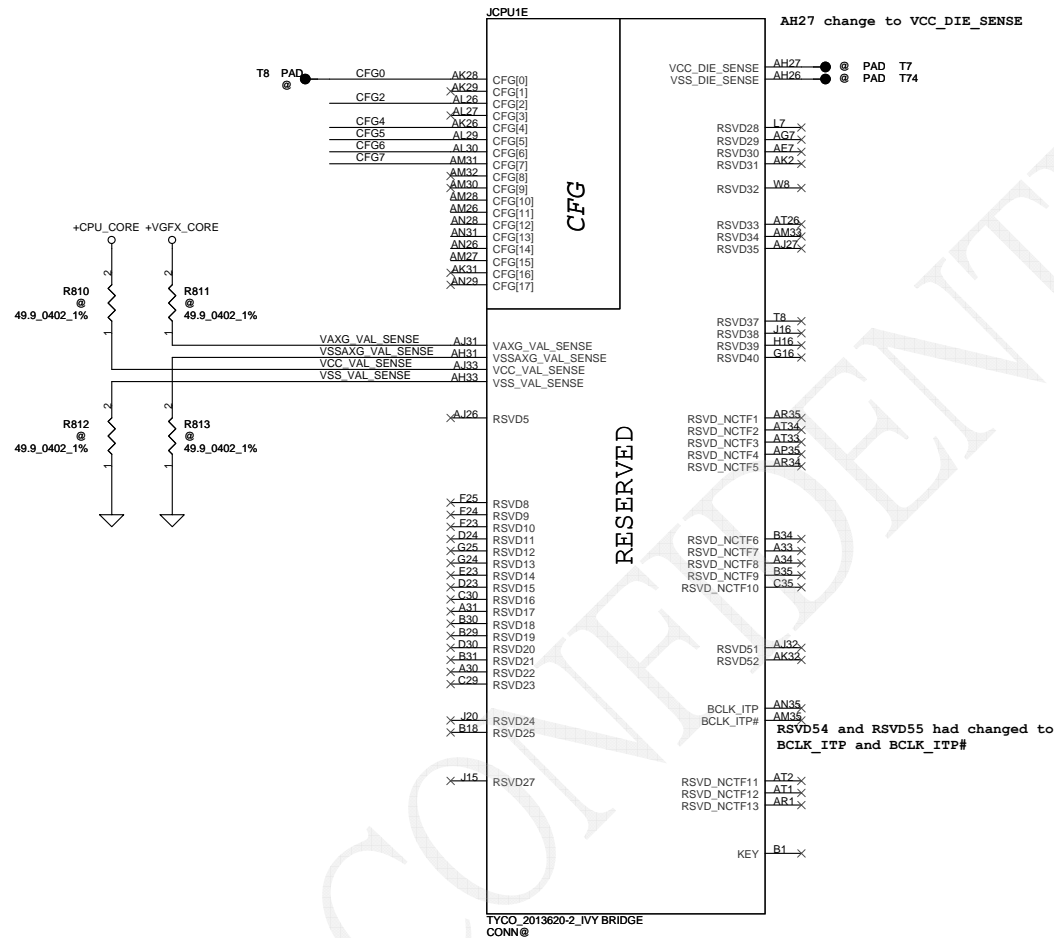 JCPU1E
AH27 change to VCC_DIE_SENSE
T8 PAD
@
CFG0 AK28 CFG[0]
AK29 CFG[1]
CFG2 AL26 CFG[2]
AL27 CFG[3]
CFG4 AK26 CFG[4]
CFG5 AL29 CFG[5]
CFG6 AL30 CFG[6]
CFG7 AM31 CFG[7]
AM32 CFG[8]
AM30 CFG[9]
AM28 CFG[10]
AM26 CFG[11]
AN28 CFG[12]
AN31 CFG[13]
AN26 CFG[14]
AM27 CFG[15]
AK31 CFG[16]
AN29 CFG[17]
CFG
VCC_DIE_SENSE AH27 @ PAD T7
VSS_DIE_SENSE AH26 @ PAD T74
RSVD28 L7
RSVD29 AG7
RSVD30 AE7
RSVD31 AK2
RSVD32 W8
RSVD33 AT26
RSVD34 AM33
RSVD35 AJ27
+CPU_CORE +VGFX_CORE
2 2
R810
@
49.9_0402_1%
R811
@
49.9_0402_1%
1 1
VAXG_VAL_SENSE AJ31 VAXG_VAL_SENSE
VSSAXG_VAL_SENSE AH31 VSSAXG_VAL_SENSE
VCC_VAL_SENSE AJ33 VCC_VAL_SENSE
VSS_VAL_SENSE AH33 VSS_VAL_SENSE
RSVD37 T8
RSVD38 J16
RSVD39 H16
RSVD40 G16
2 2
R812
@
49.9_0402_1%
R813
@
49.9_0402_1%
1 1
AJ26 RSVD5
RESERVED
RSVD_NCTF1 AR35
RSVD_NCTF2 AT34
RSVD_NCTF3 AT33
RSVD_NCTF4 AP35
RSVD_NCTF5 AR34
F25 RSVD8
F24 RSVD9
F23 RSVD10
D24 RSVD11
G25 RSVD12
G24 RSVD13
E23 RSVD14
D23 RSVD15
C30 RSVD16
A31 RSVD17
B30 RSVD18
B29 RSVD19
D30 RSVD20
B31 RSVD21
A30 RSVD22
C29 RSVD23
RSVD_NCTF6 B34
RSVD_NCTF7 A33
RSVD_NCTF8 A34
RSVD_NCTF9 B35
RSVD_NCTF10 C35
RSVD51 AJ32
RSVD52 AK32
J20 RSVD24
B18 RSVD25
BCLK_ITP AN35
BCLK_ITP# AM35
RSVD54 and RSVD55 had changed to
BCLK_ITP and BCLK_ITP#
J15 RSVD27
RSVD_NCTF11 AT2
RSVD_NCTF12 AT1
RSVD_NCTF13 AR1
KEY B1
TYCO_2013620-2_IVY BRIDGE
CONN@
CONFIDENT